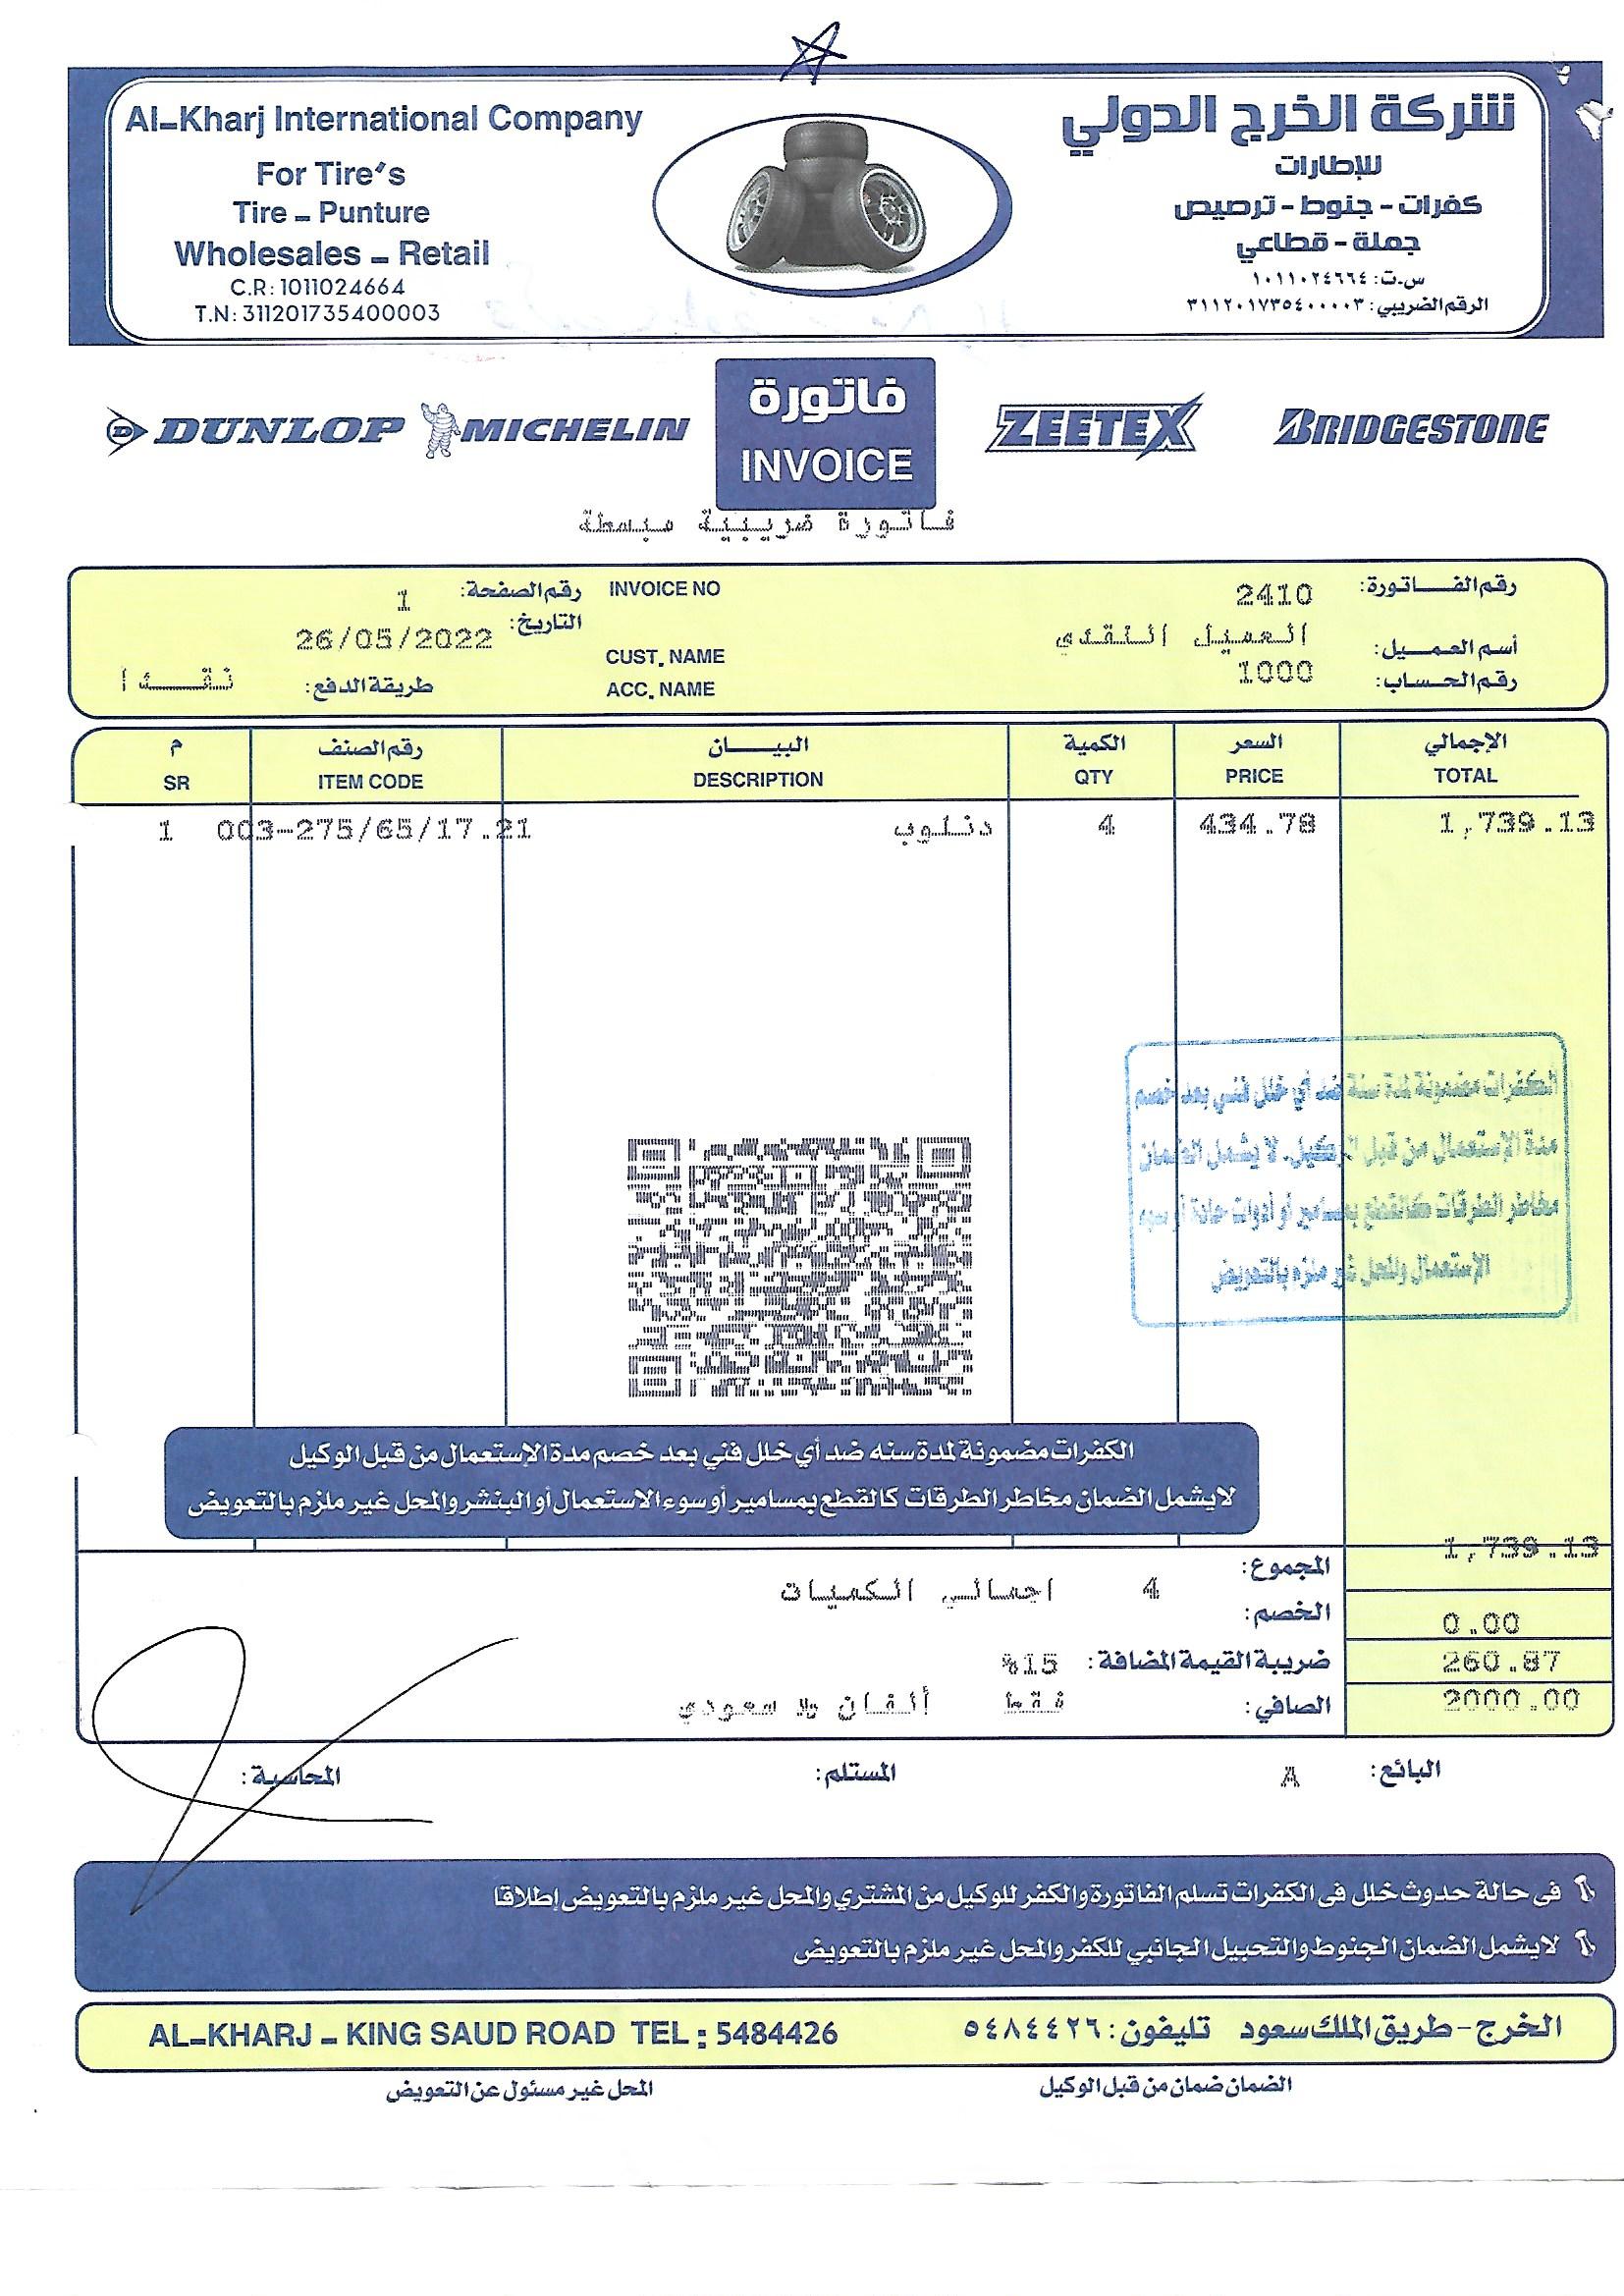 Al-Kharj International Company
For Tire's
Tire - Punture
Wholesales - Retail
C.R: 1011024664
T.N: 311201735400003
شركة الخرج الدولي
للإطارات
كفرات - جنوط - ترصيص
جملة - قطاعي
س.ت: ١٠١١٠٢٤٦٦٤
الرقم الضريبي: ٣١١٢٠١٧٣٥٤٠٠٠٠٣
DUNLOP MICHELIN
فاتورة
INVOICE
ZEETEX BRIDGESTONE
فاتورة ضريبية مبسطة
رقم الفاتورة: 2410 INVOICE NO رقم الصفحة: 1
التاريخ: 26/05/2022
أسم العميل: العميل النقدي CUST. NAME
رقم الحساب: 1000 ACC. NAME طريقة الدفع: نقدا
م رقم الصنف البيان الكمية السعر الإجمالي
SR ITEM CODE DESCRIPTION QTY PRICE TOTAL
1 003-275/65/17.21 دنلوب 4 434.78 1,739.13
الكفرات مضمونة لمدة سنة ضد أي خلل فني بعد خصم
مدة الإستعمال من قبل الوكيل. لا يشمل الضمان
مخاطر الطرقات كالقطع بمسامير أو أدوات حادة أو سوء
الإستعمال والمحل غير ملزم بالتعويض
الكفرات مضمونة لمدة سنه ضد أي خلل فني بعد خصم مدة الإستعمال من قبل الوكيل
لايشمل الضمان مخاطر الطرقات كالقطع بمسامير أو سوء الاستعمال أو البنشر والمحل غير ملزم بالتعويض
المجموع: 1,739.13
4 اجمالي الكميات
الخصم: 0.00
ضريبة القيمة المضافة: %15 260.87
الصافي: فقط ألفان سعودي 2000.00
البائع: A المستلم: المحاسبة:
فى حالة حدوث خلل فى الكفرات تسلم الفاتورة والكفر للوكيل من المشتري والمحل غير ملزم بالتعويض إطلاقا
لايشمل الضمان الجنوط والتحبيل الجانبي للكفر والمحل غير ملزم بالتعويض
AL-KHARJ - KING SAUD ROAD TEL : 5484426
الخرج - طريق الملك سعود تليفون: ٥٤٨٤٤٢٦
الضمان ضمان من قبل الوكيل
المحل غير مسئول عن التعويض